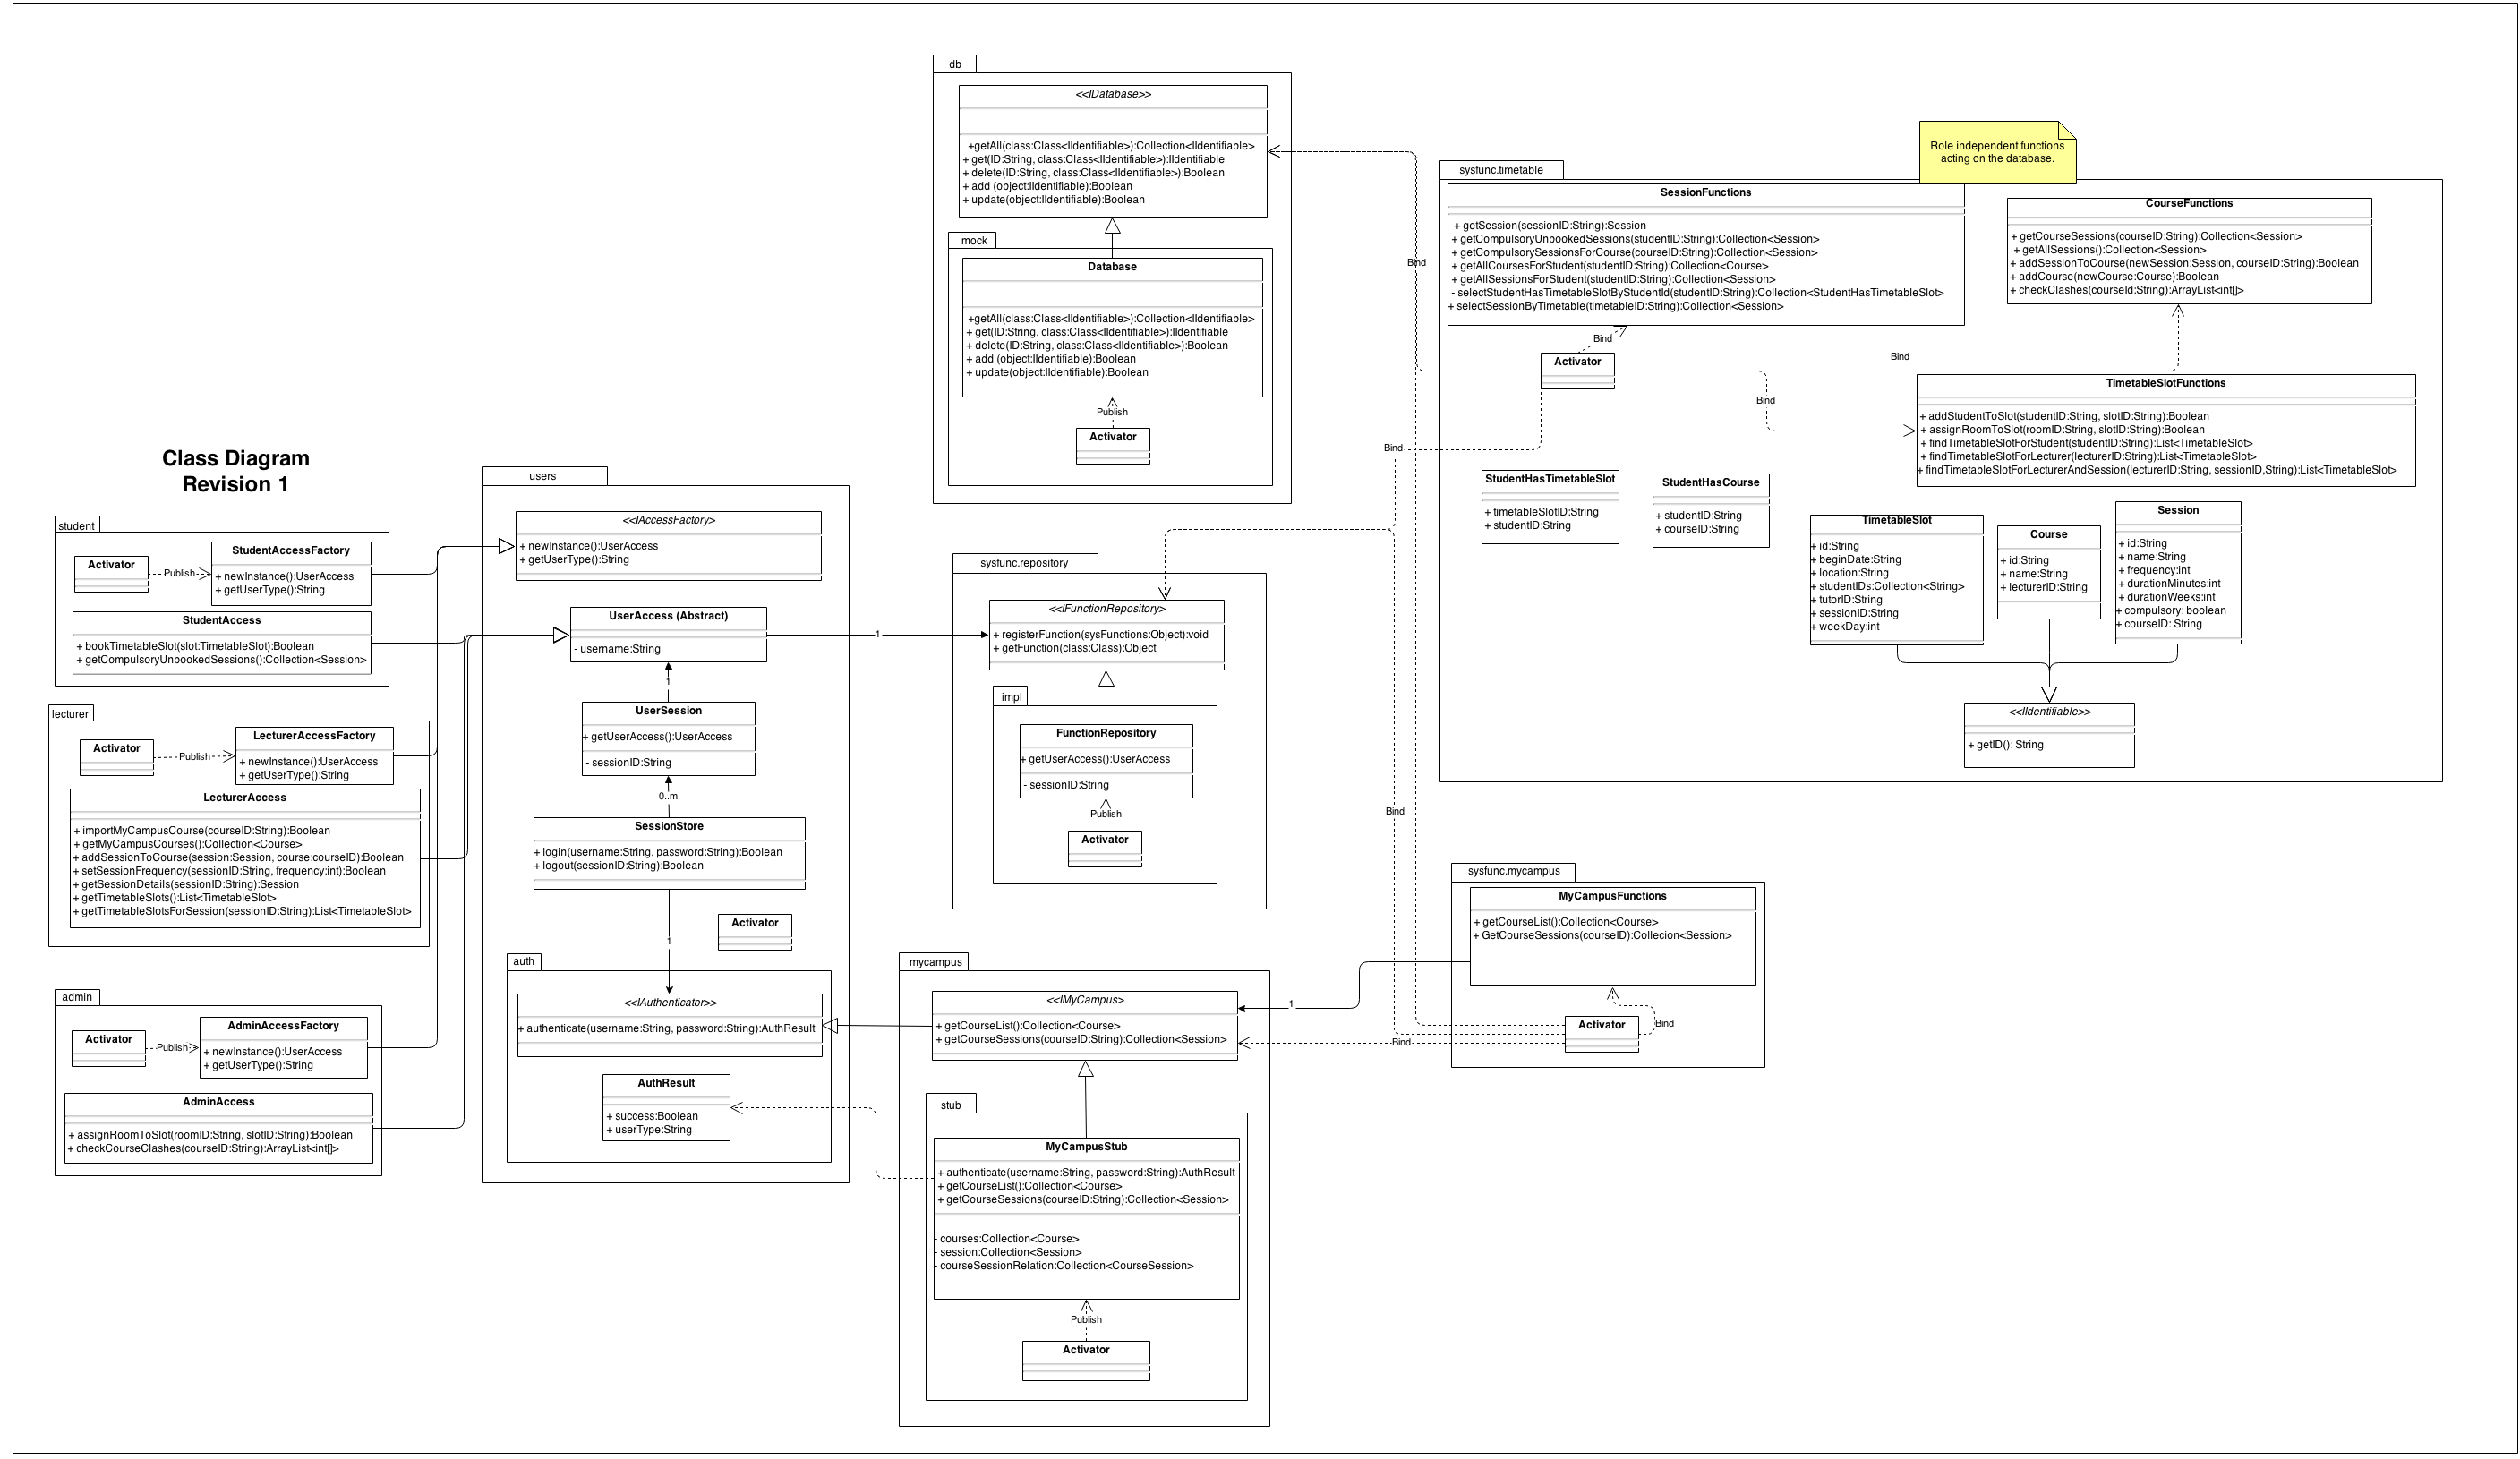 Class Diagram
Revision 1
db
<<IDatabase>>
+getAll(class:Class<IIdentifiable>):Collection<IIdentifiable>
+ get(ID:String, class:Class<IIdentifiable>):IIdentifiable
+ delete(ID:String, class:Class<IIdentifiable>):Boolean
+ add (object:IIdentifiable):Boolean
+ update(object:IIdentifiable):Boolean
mock
Database
+getAll(class:Class<IIdentifiable>):Collection<IIdentifiable>
+ get(ID:String, class:Class<IIdentifiable>):IIdentifiable
+ delete(ID:String, class:Class<IIdentifiable>):Boolean
+ add (object:IIdentifiable):Boolean
+ update(object:IIdentifiable):Boolean
Publish
Activator
Role independent functions
acting on the database.
sysfunc.timetable
SessionFunctions
+ getSession(sessionID:String):Session
+ getCompulsoryUnbookedSessions(studentID:String):Collection<Session>
+ getCompulsorySessionsForCourse(courseID:String):Collection<Session>
+ getAllCoursesForStudent(studentID:String):Collection<Course>
+ getAllSessionsForStudent(studentID:String):Collection<Session>
- selectStudentHasTimetableSlotByStudentId(studentID:String):Collection<StudentHasTimetableSlot>
+ selectSessionByTimetable(timetableID:String):Collection<Session>
CourseFunctions
+ getCourseSessions(courseID:String):Collection<Session>
+ getAllSessions():Collection<Session>
+ addSessionToCourse(newSession:Session, courseID:String):Boolean
+ addCourse(newCourse:Course):Boolean
+ checkClashes(courseId:String):ArrayList<int[]>
Bind
Bind
Activator
Bind
Bind
Bind
TimetableSlotFunctions
+ addStudentToSlot(studentID:String, slotID:String):Boolean
+ assignRoomToSlot(roomID:String, slotID:String):Boolean
+ findTimetableSlotForStudent(studentID:String):List<TimetableSlot>
+ findTimetableSlotForLecturer(lecturerID:String):List<TimetableSlot>
+ findTimetableSlotForLecturerAndSession(lecturerID:String, sessionID,String):List<TimetableSlot>
StudentHasTimetableSlot
+ timetableSlotID:String
+ studentID:String
StudentHasCourse
+ studentID:String
+ courseID:String
TimetableSlot
+ id:String
+ beginDate:String
+ location:String
+ studentIDs:Collection<String>
+ tutorID:String
+ sessionID:String
+ weekDay:int
Course
+ id:String
+ name:String
+ lecturerID:String
Session
+ id:String
+ name:String
+ frequency:int
+ durationMinutes:int
+ durationWeeks:int
+ compulsory: boolean
+ courseID: String
<<IIdentifiable>>
+ getID(): String
student
Activator
Publish
StudentAccessFactory
+ newInstance():UserAccess
+ getUserType():String
StudentAccess
+ bookTimetableSlot(slot:TimetableSlot):Boolean
+ getCompulsoryUnbookedSessions():Collection<Session>
lecturer
Activator
Publish
LecturerAccessFactory
+ newInstance():UserAccess
+ getUserType():String
LecturerAccess
+ importMyCampusCourse(courseID:String):Boolean
+ getMyCampusCourses():Collection<Course>
+ addSessionToCourse(session:Session, course:courseID):Boolean
+ setSessionFrequency(sessionID:String, frequency:int):Boolean
+ getSessionDetails(sessionID:String):Session
+ getTimetableSlots():List<TimetableSlot>
+ getTimetableSlotsForSession(sessionID:String):List<TimetableSlot>
admin
Activator
Publish
AdminAccessFactory
+ newInstance():UserAccess
+ getUserType():String
AdminAccess
+ assignRoomToSlot(roomID:String, slotID:String):Boolean
+ checkCourseClashes(courseID:String):ArrayList<int[]>
users
<<IAccessFactory>
+ newInstance():UserAccess
+ getUserType():String
UserAccess (Abstract)
- username:String
1
1
UserSession
+ getUserAccess():UserAccess
- sessionID:String
0..m
SessionStore
+ login(username:String, password:String):Boolean
+ logout(sessionID:String):Boolean
1
Activator
auth
<<IAuthenticator>>
+ authenticate(username:String, password:String):AuthResult
AuthResult
+ success:Boolean
+ userType:String
sysfunc.repository
<<IFunctionRepository>
+ registerFunction(sysFunctions:Object):void
+ getFunction(class:Class):Object
impl
FunctionRepository
+ getUserAccess():UserAccess
- sessionID:String
Publish
Activator
Bind
mycampus
<<IMyCampus>
+ getCourseList():Collection<Course>
+ getCourseSessions(courseID:String):Collection<Session>
stub
MyCampusStub
+ authenticate(username:String, password:String):AuthResult
+ getCourseList():Collection<Course>
+ getCourseSessions(courseID:String):Collection<Session>
- courses:Collection<Course>
- session:Collection<Session>
- courseSessionRelation:Collection<CourseSession>
Publish
Activator
sysfunc.mycampus
MyCampusFunctions
+ getCourseList():Collection<Course>
+ GetCourseSessions(courseID):Collecion<Session>
1
Activator
Bind
Bind